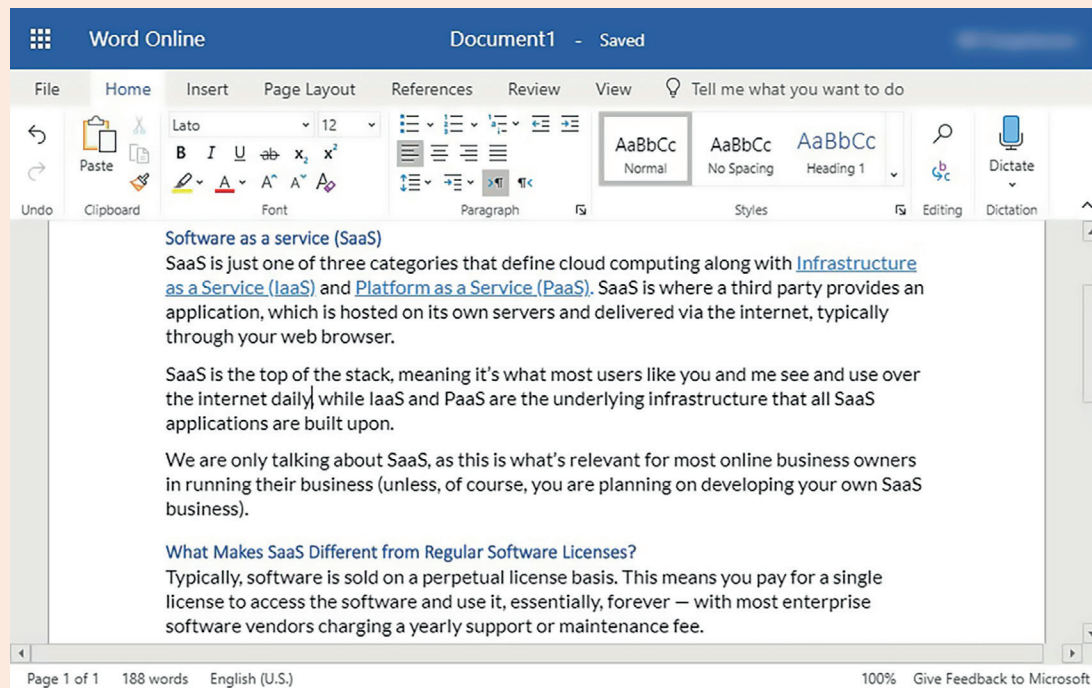 Word Online
Document1 - Saved
File Home Insert Page Layout References Review View Tell me what you want to do
Lato 12
Paste
B I U ab x₂ x²
A A^ A˅ A
AaBbCc AaBbCc AaBbCc
Normal No Spacing Heading 1
Dictate
Undo Clipboard Font Paragraph Styles Editing Dictation
Software as a service (SaaS)
SaaS is just one of three categories that define cloud computing along with Infrastructure
as a Service (IaaS) and Platform as a Service (PaaS). SaaS is where a third party provides an
application, which is hosted on its own servers and delivered via the internet, typically
through your web browser.
SaaS is the top of the stack, meaning it's what most users like you and me see and use over
the internet daily, while IaaS and PaaS are the underlying infrastructure that all SaaS
applications are built upon.
We are only talking about SaaS, as this is what's relevant for most online business owners
in running their business (unless, of course, you are planning on developing your own SaaS
business).
What Makes SaaS Different from Regular Software Licenses?
Typically, software is sold on a perpetual license basis. This means you pay for a single
license to access the software and use it, essentially, forever — with most enterprise
software vendors charging a yearly support or maintenance fee.
Page 1 of 1 188 words English (U.S.) 100% Give Feedback to Microsoft